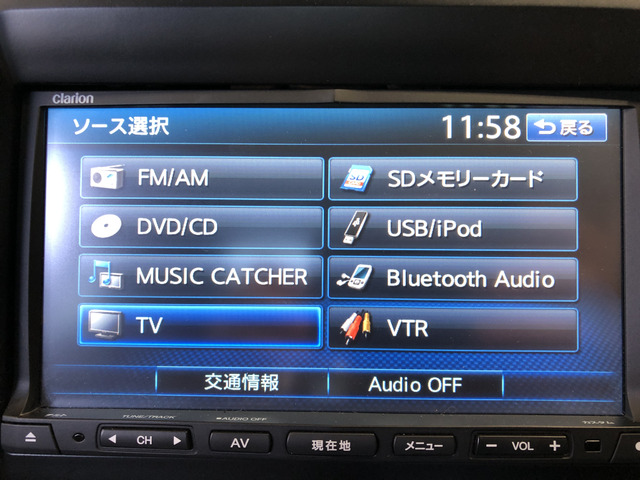 Clarion
ソース選択
11:58
戻る
FM/AM
SDメモリーカード
DVD/CD
USB/iPod
MUSIC CATCHER
Bluetooth Audio
TV
VTR
交通情報
Audio OFF
TUNE/TRACK
AUDIO OFF
CH
AV
現在地
メニュー
− VOL +